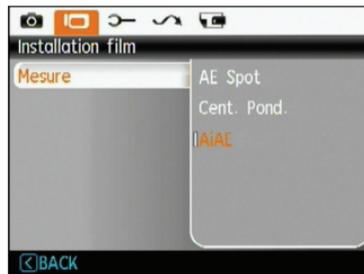 Installation film
Mesure
AE Spot
Cent. Pond.
AiAE
BACK